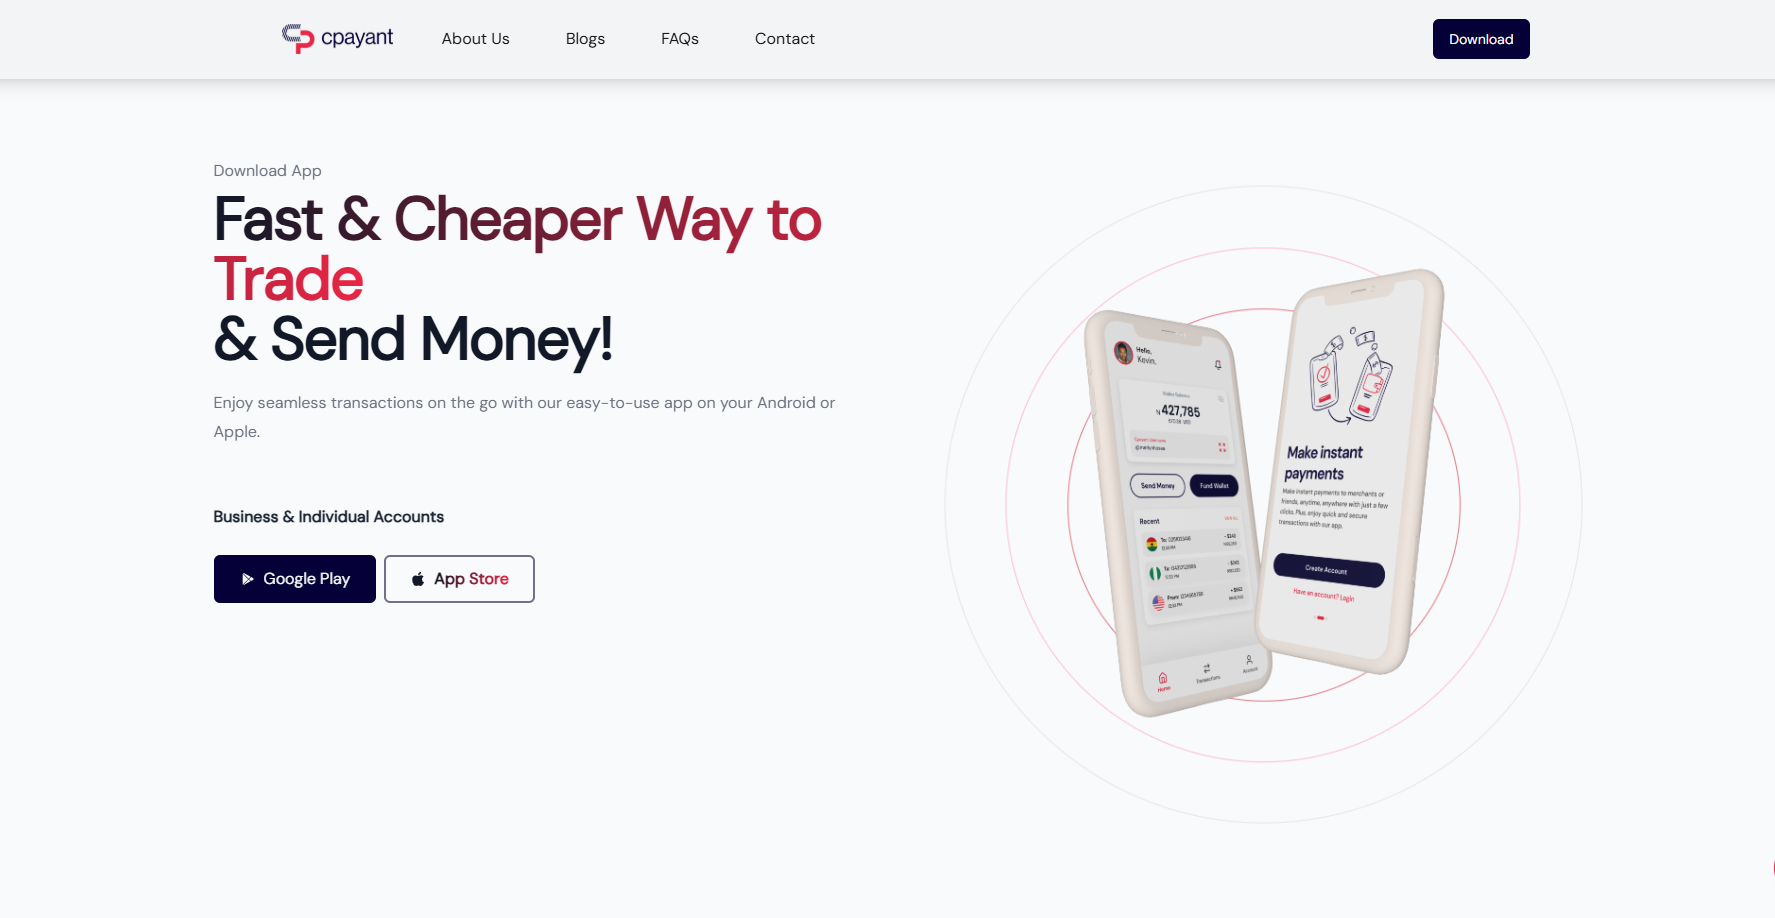 cpayant
About Us
Blogs
FAQs
Contact
Download
Download App
Fast & Cheaper Way to
Trade
& Send Money!
Enjoy seamless transactions on the go with our easy-to-use app on your Android or
Apple.
Business & Individual Accounts
Google Play
App Store
Hello,
Kevin,
427,785
Send Money
Fund Wallet
Recent
Home
Transactions
Account
Make instant
payments
Make instant payments to merchants or
friends, anytime, anywhere with just a few
clicks. Plus, enjoy quick and secure
transactions with our app.
Create Account
Have an account? Login